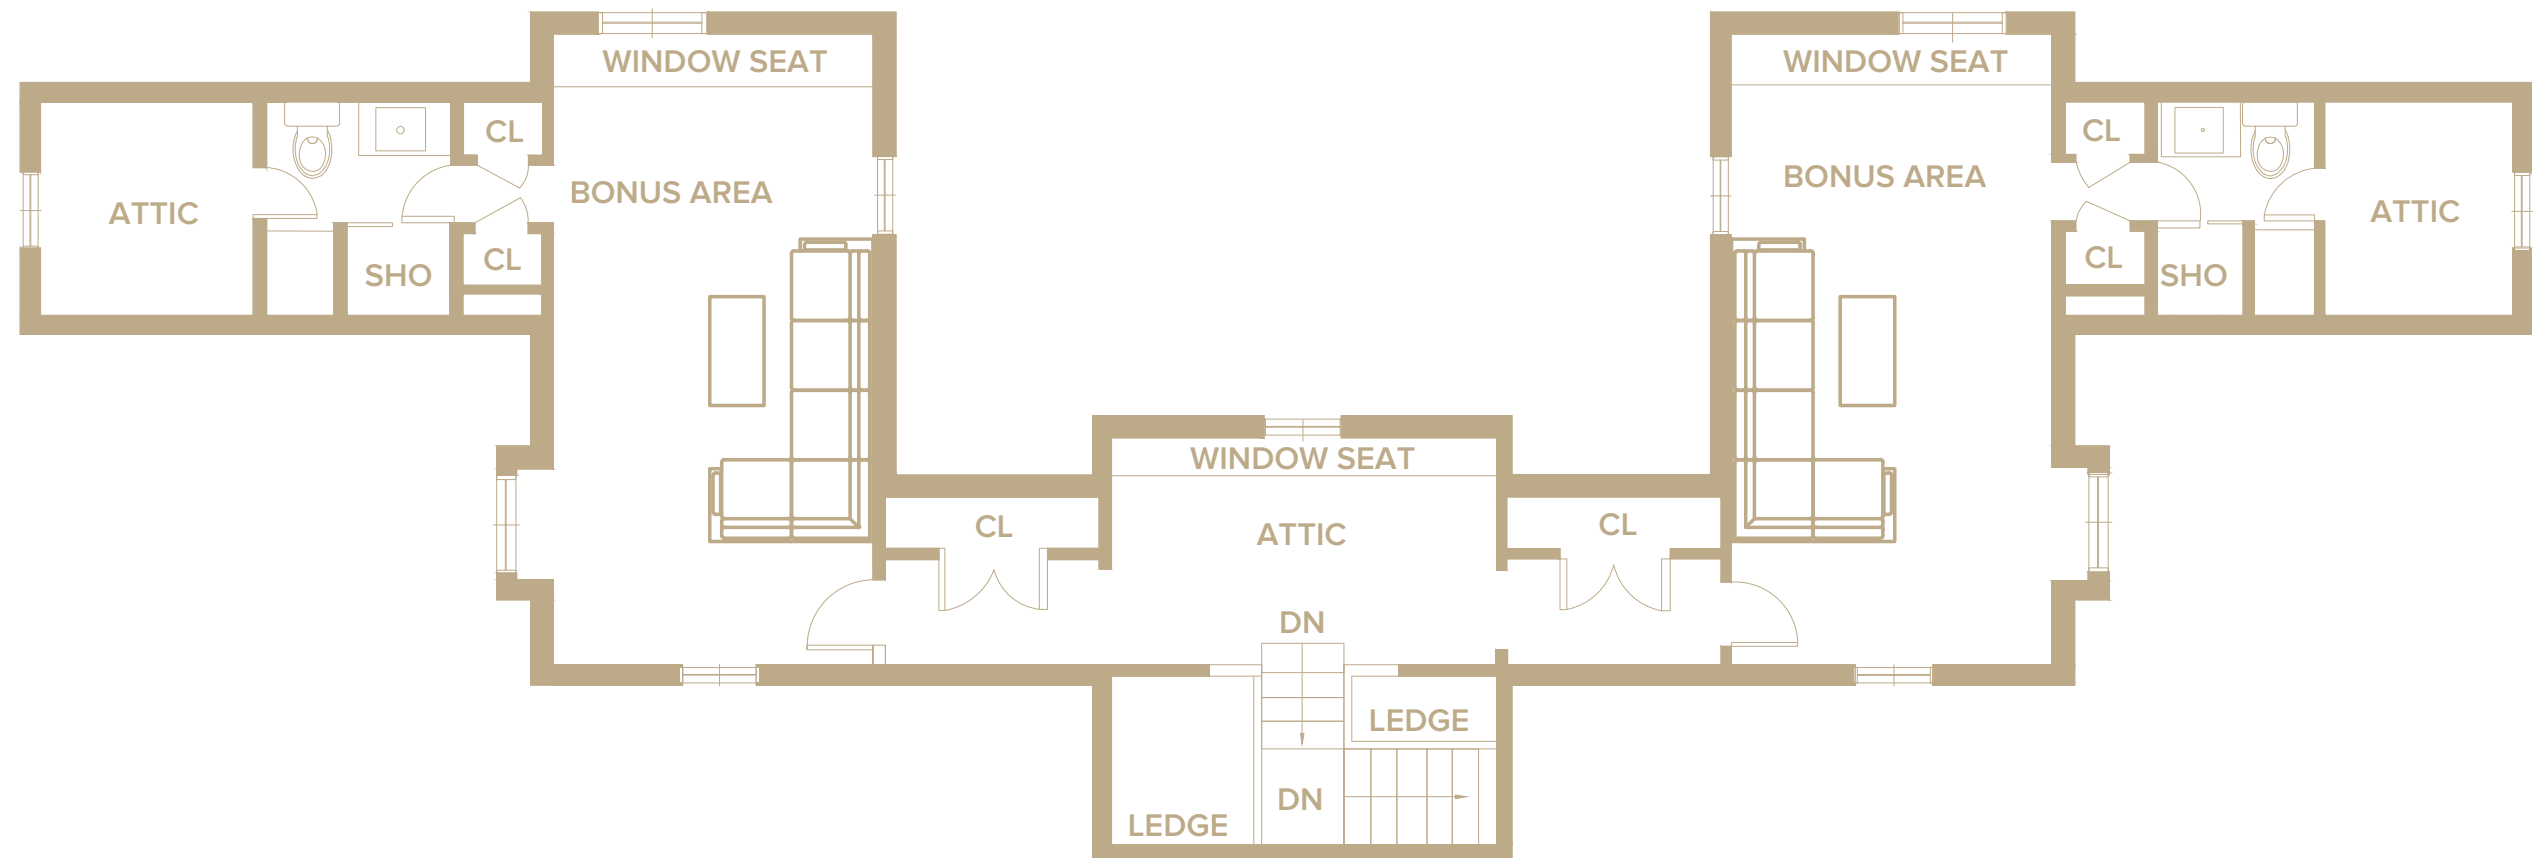 WINDOW SEAT
WINDOW SEAT
CL
CL
BONUS AREA
BONUS AREA
ATTIC
ATTIC
CL
CL
SHO
SHO
WINDOW SEAT
CL
ATTIC
CL
DN
LEDGE
DN
LEDGE